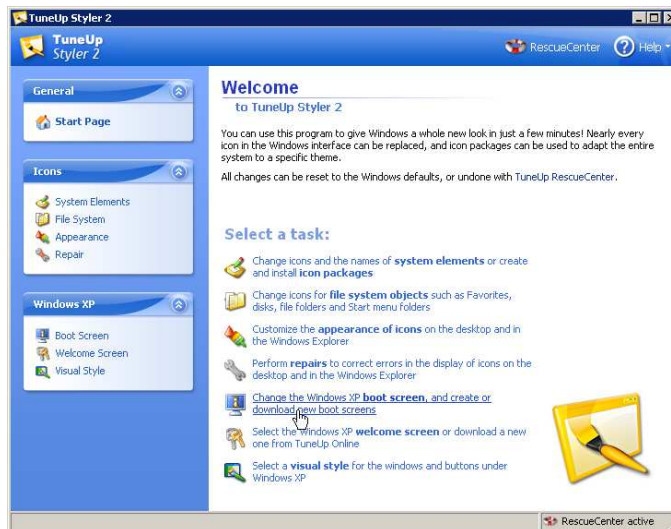 TuneUp Styler 2
TuneUp
Styler 2
RescueCenter
Help
General
Start Page
Icons
System Elements
File System
Appearance
Repair
Windows XP
Boot Screen
Welcome Screen
Visual Style
Welcome
to TuneUp Styler 2
You can use this program to give Windows a whole new look in just a few minutes! Nearly every
icon in the Windows interface can be replaced, and icon packages can be used to adapt the entire
system to a specific theme.
All changes can be reset to the Windows defaults, or undone with TuneUp RescueCenter.
Select a task:
Change icons and the names of system elements or create
and install icon packages
Change icons for file system objects such as Favorites,
disks, file folders and Start menu folders
Customize the appearance of icons on the desktop and in
the Windows Explorer
Perform repairs to correct errors in the display of icons on the
desktop and in the Windows Explorer
Change the Windows XP boot screen, and create or
download new boot screens
Select the Windows XP welcome screen or download a new
one from TuneUp Online
Select a visual style for the windows and buttons under
Windows XP
RescueCenter active